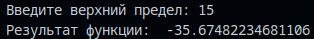 Введите верхний предел: 15
Результат функции:  -35.67482234681106